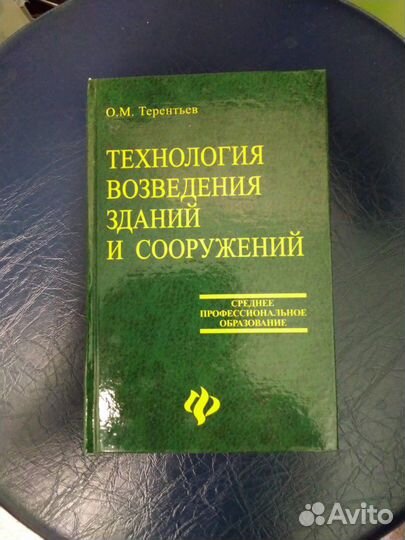 О.М. Терентьев
ТЕХНОЛОГИЯ
ВОЗВЕДЕНИЯ
ЗДАНИЙ
И СООРУЖЕНИЙ
СРЕДНЕЕ
ПРОФЕССИОНАЛЬНОЕ
ОБРАЗОВАНИЕ
Avito